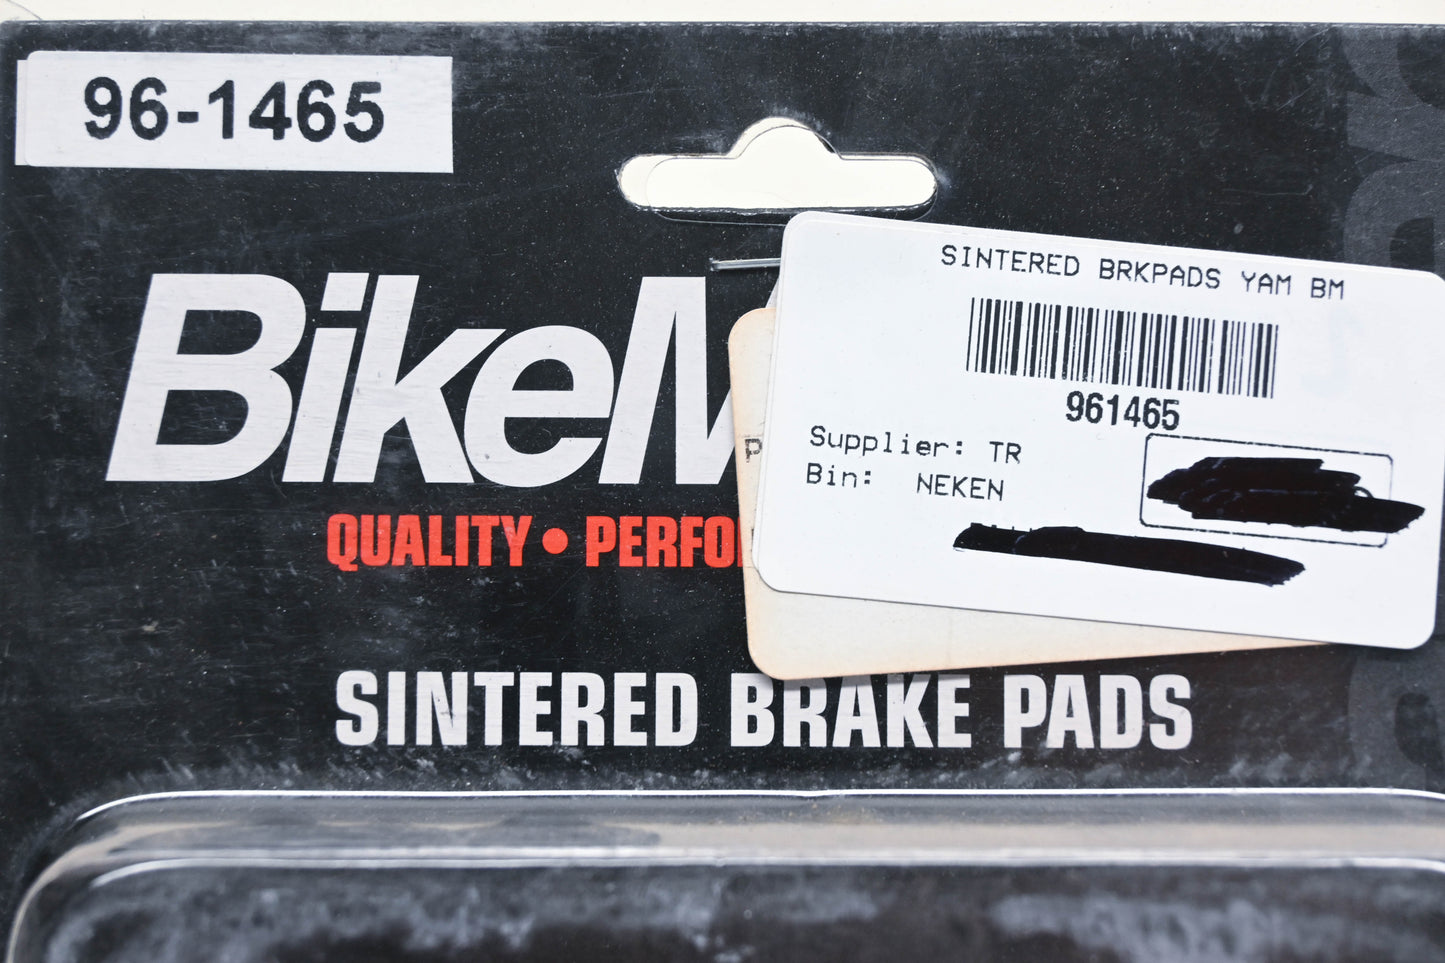 96-1465
BikeM
QUALITY • PERFO
SINTERED BRAKE PADS
SINTERED BRKPADS YAM BM
961465
Supplier: TR
Bin: NEKEN
P